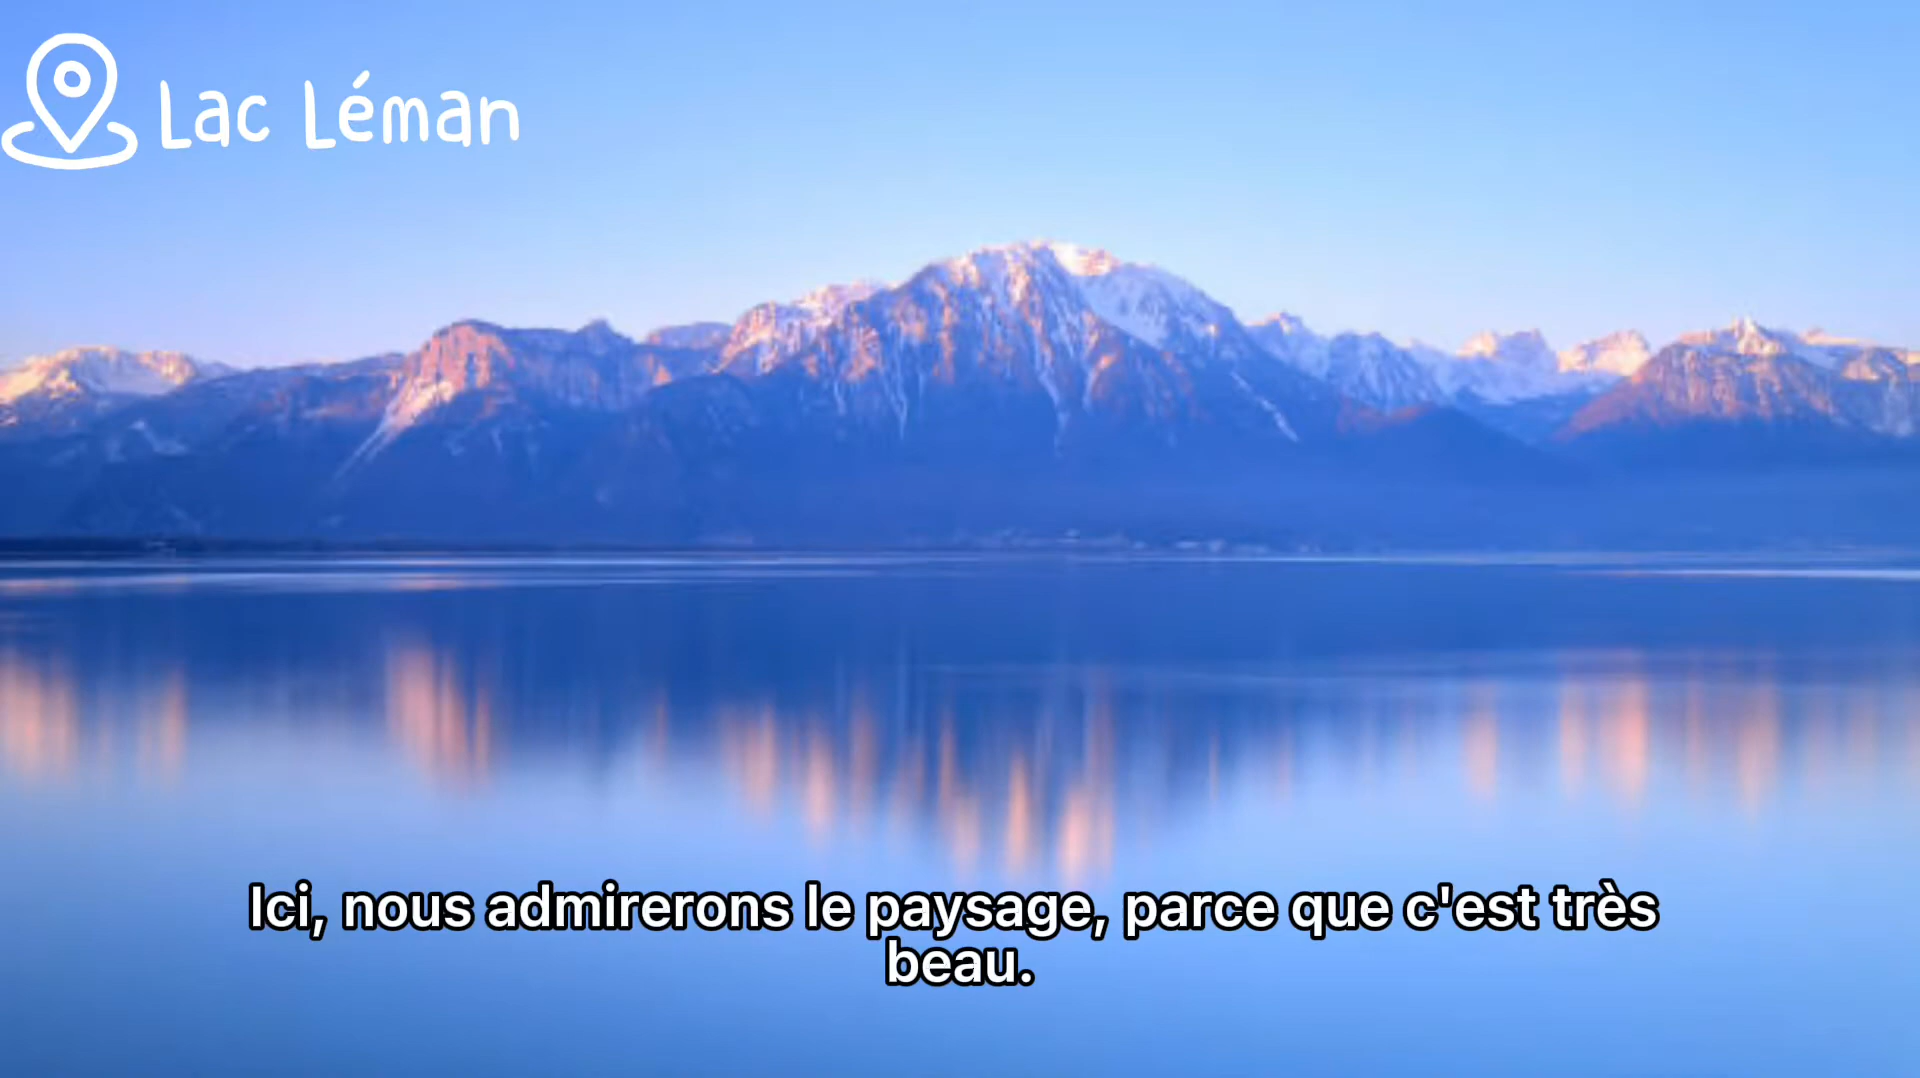 Lac Léman
Ici, nous admirerons le paysage, parce que c'est très
beau.